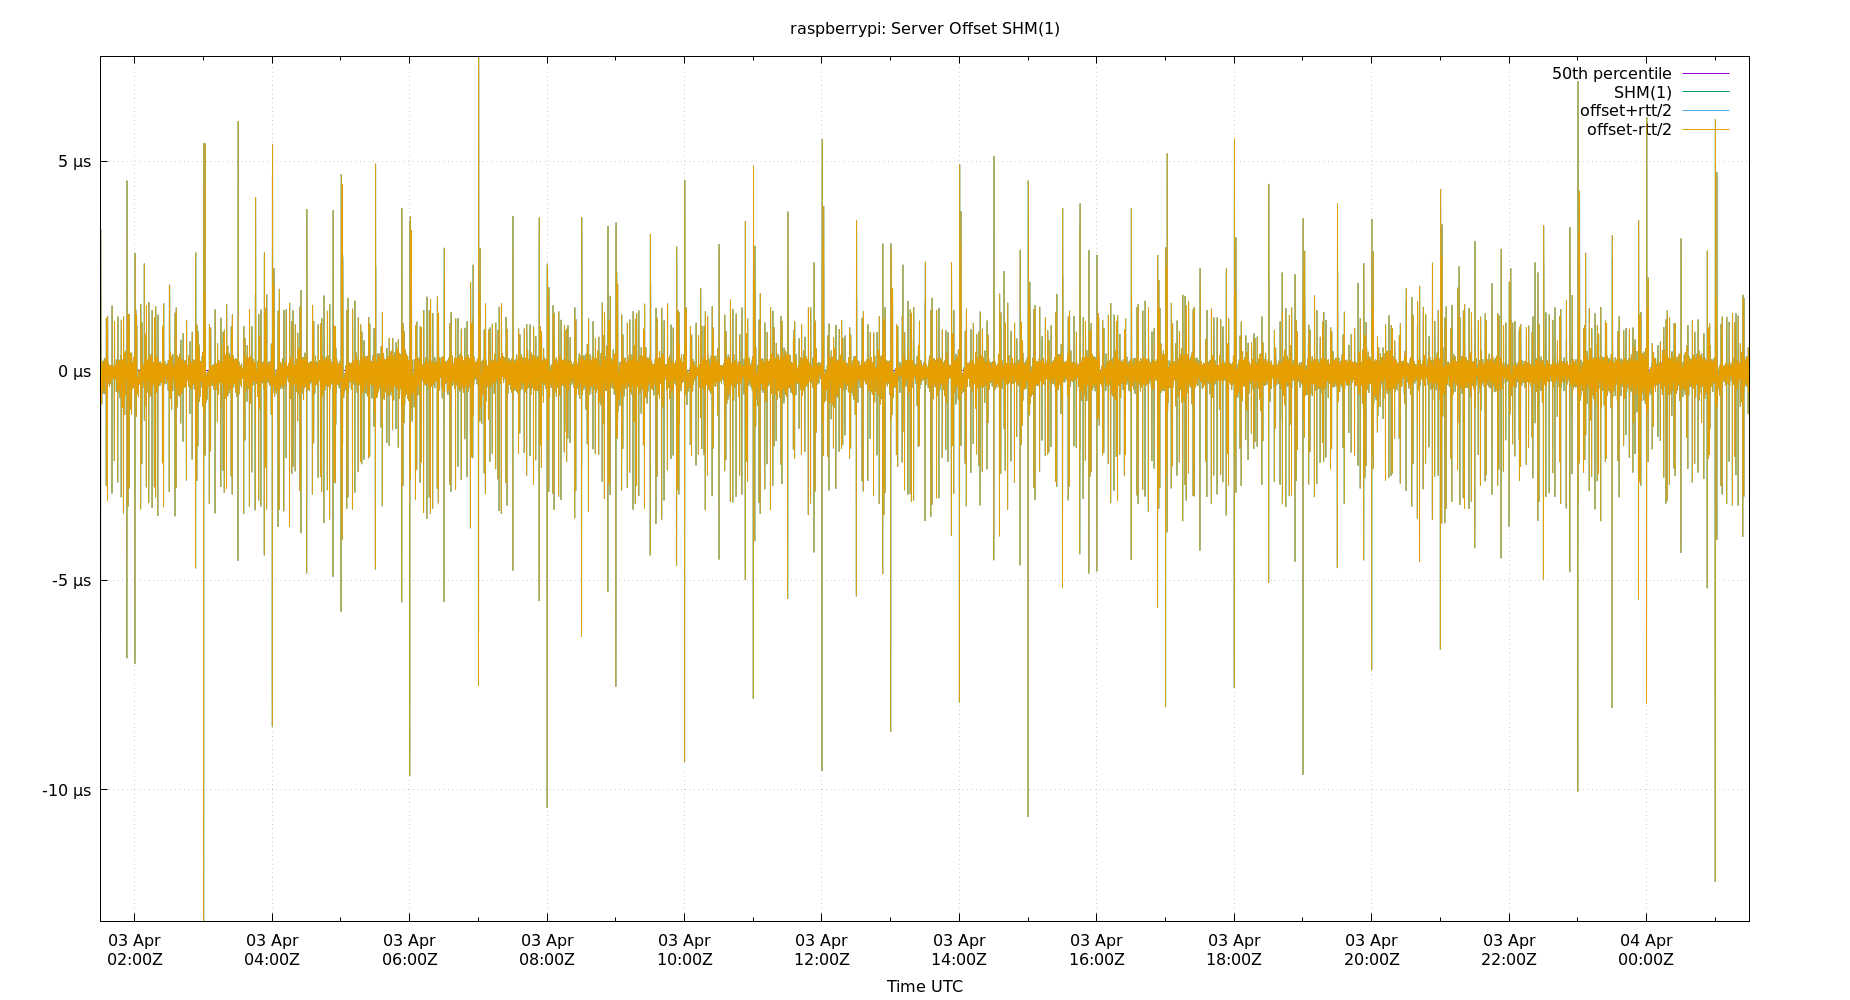 raspberrypi: Server Offset SHM(1)
50th percentile
SHM(1)
offset+rtt/2
offset-rtt/2
5 µs
0 µs
-5 µs
-10 µs
03 Apr 03 Apr 03 Apr 03 Apr 03 Apr 03 Apr 03 Apr 03 Apr 03 Apr 03 Apr 03 Apr 04 Apr
02:00Z 04:00Z 06:00Z 08:00Z 10:00Z 12:00Z 14:00Z 16:00Z 18:00Z 20:00Z 22:00Z 00:00Z
Time UTC